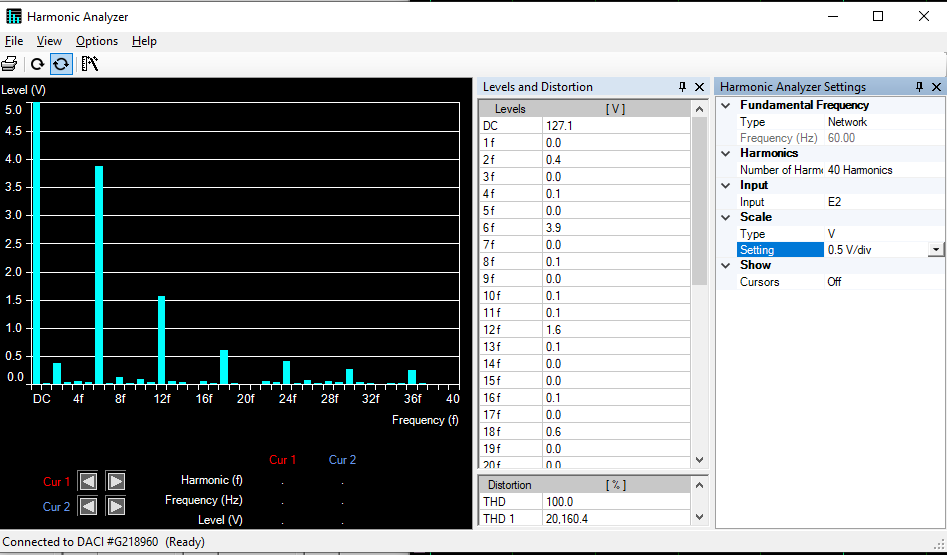 Harmonic Analyzer
File View Options Help
Level (V)
5.0
4.5
4.0
3.5
3.0
2.5
2.0
1.5
1.0
0.5
0.0
DC 4f 8f 12f 16f 20f 24f 28f 32f 36f 40
Frequency (f)
Cur 1 Cur 2
Cur 1 Harmonic (f) . .
Cur 2 Frequency (Hz) . .
Level (V) . .
Levels and Distortion
Levels [ V ]
DC 127.1
1 f 0.0
2 f 0.4
3 f 0.0
4 f 0.1
5 f 0.0
6 f 3.9
7 f 0.0
8 f 0.1
9 f 0.0
10 f 0.1
11 f 0.1
12 f 1.6
13 f 0.1
14 f 0.0
15 f 0.0
16 f 0.1
17 f 0.0
18 f 0.6
19 f 0.0
20 f 0.0
Distortion [ % ]
THD 100.0
THD 1 20,160.4
Harmonic Analyzer Settings
Fundamental Frequency
Type Network
Frequency (Hz) 60.00
Harmonics
Number of Harmo 40 Harmonics
Input
Input E2
Scale
Type V
Setting 0.5 V/div
Show
Cursors Off
Connected to DACI #G218960 (Ready)